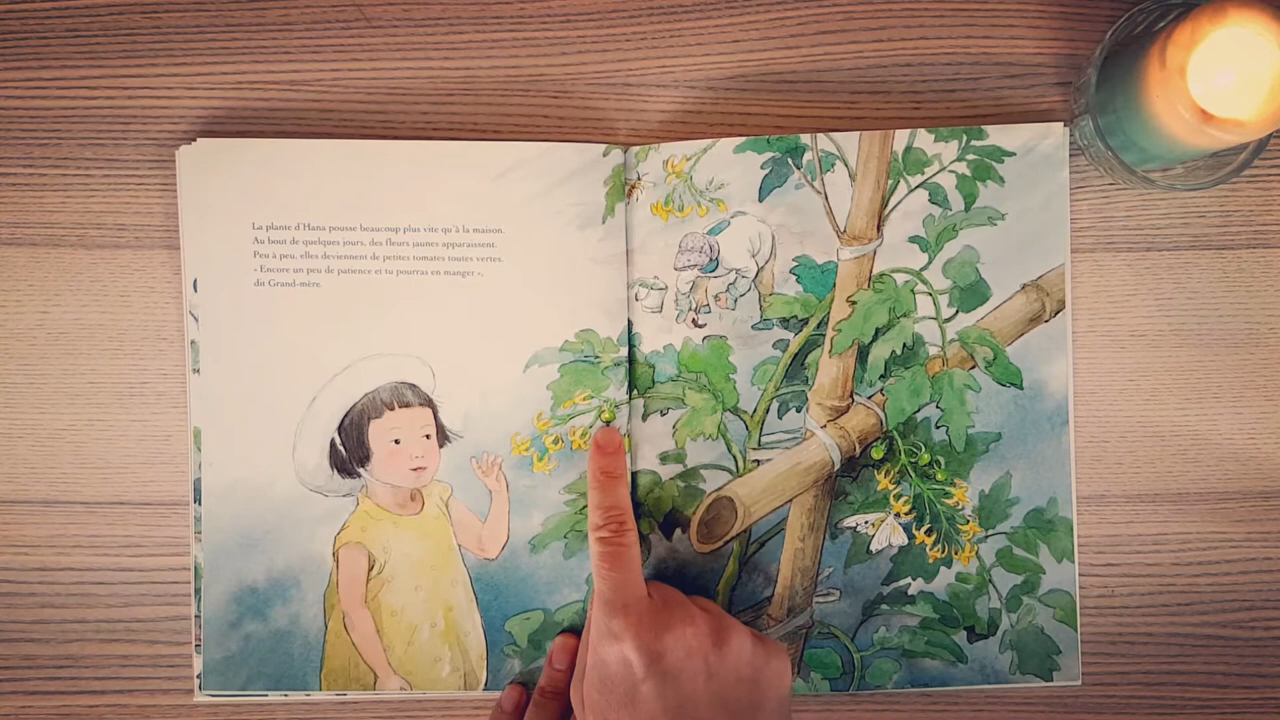 La plante d'Hana pousse beaucoup plus vite qu'à la maison.
Au bout de quelques jours, des fleurs jaunes apparaissent.
Peu à peu, elles deviennent de petites tomates toutes vertes.
« Encore un peu de patience et tu pourras en manger »,
dit Grand-mère.